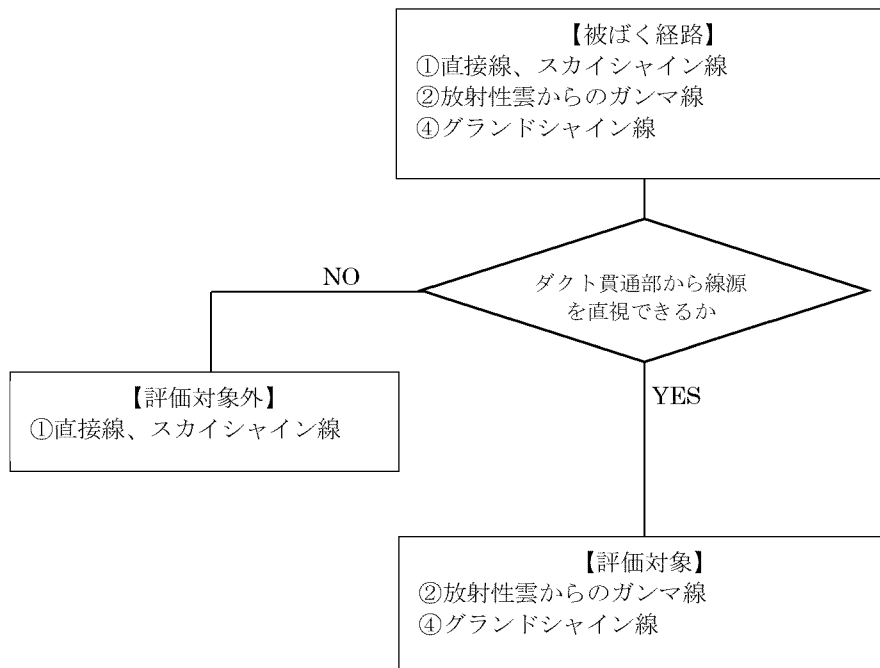 【被ばく経路】
①直接線、スカイシャイン線
②放射性雲からのガンマ線
④グランドシャイン線
ダクト貫通部から線源
を直視できるか
NO
【評価対象外】
①直接線、スカイシャイン線
YES
【評価対象】
②放射性雲からのガンマ線
④グランドシャイン線